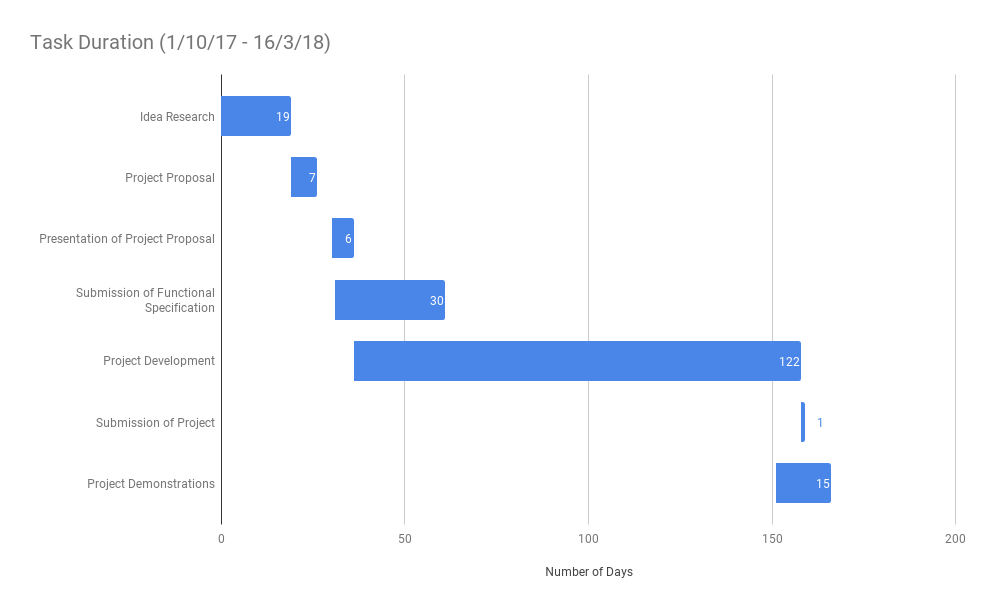 Task Duration (1/10/17 - 16/3/18)
Idea Research
19
Project Proposal
7
Presentation of Project Proposal
6
Submission of Functional
Specification
30
Project Development
122
Submission of Project
1
Project Demonstrations
15
0
50
100
150
200
Number of Days